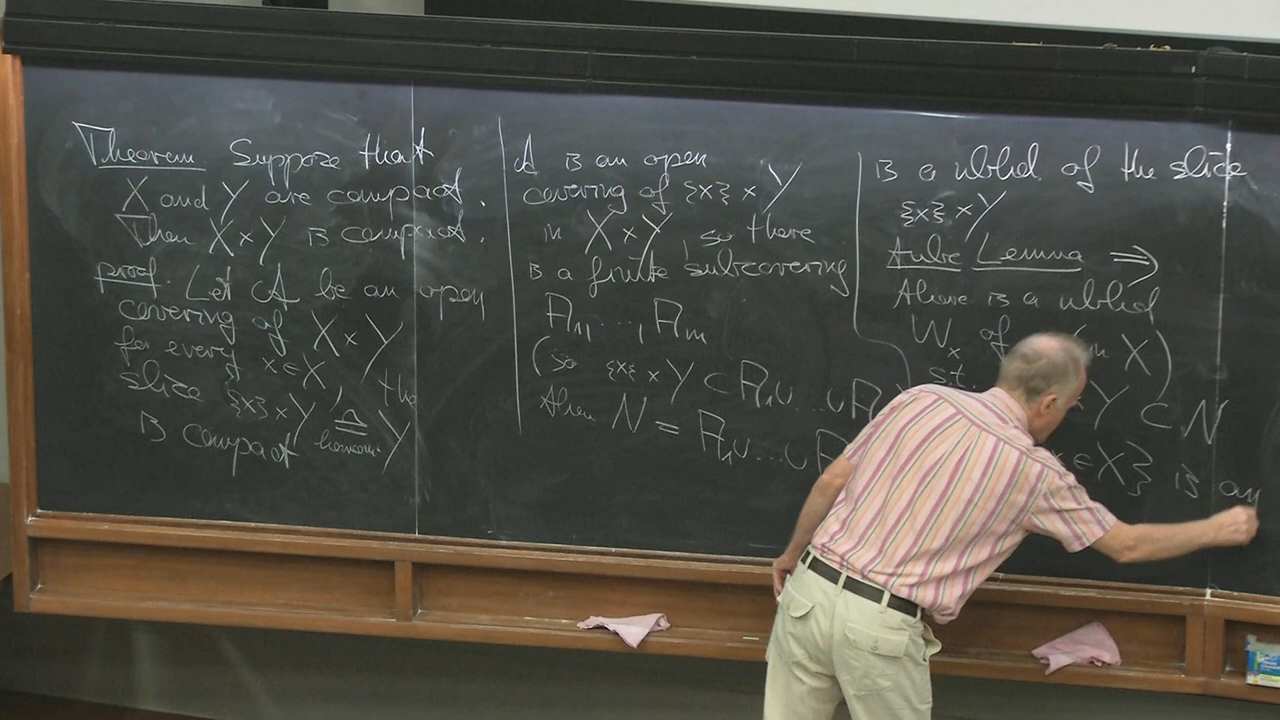 Theorem Suppose that
X and Y are compact.
Then X × Y is compact.
proof. Let A be an open
covering of X × Y
for every x ∈ X, the
slice {x} × Y ≅ Y
homeom.
is compact
A is an open
covering of {x} × Y
in X × Y, so there
is a finite subcovering
A₁, ..., Aₘ
(so {x} × Y ⊂ A₁ ∪ ... ∪ A
then N = A₁ ∪ ... ∪ A
is a nbhd. of the slice
{x} × Y
Tube Lemma ⇒
there is a nbhd
Wₓ of X)
s.t. Y ⊂ N
x ∈ X} is an